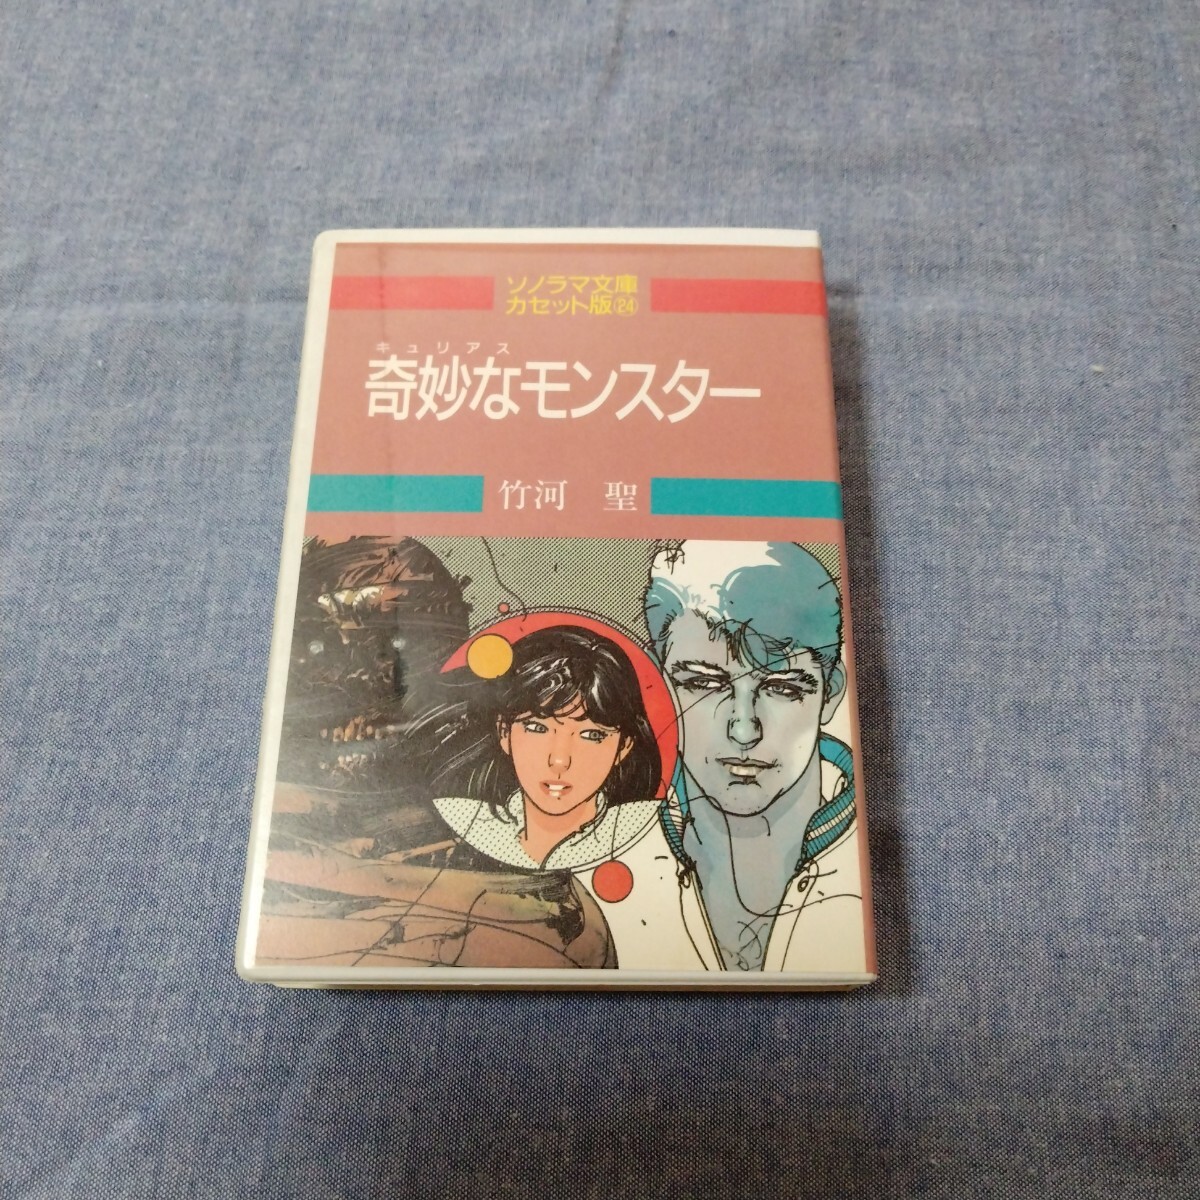 ソノラマ文庫
カセット版㉔
キュリアス
奇妙なモンスター
竹河 聖